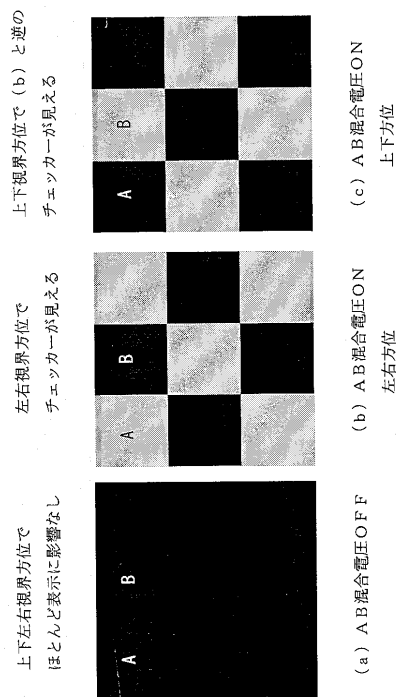 上下左右視界方位で
ほとんど表示に影響なし
A B
(a) AB混合電圧OFF
左右視界方位で
チェッカーが見える
A B
(b) AB混合電圧ON
左右方位
上下視界方位で(b)と逆の
チェッカーが見える
A B
(c) AB混合電圧ON
上下方位